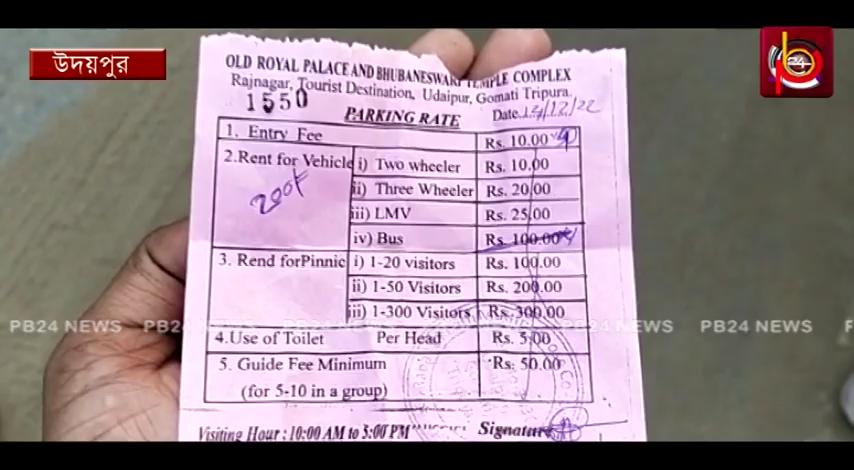 উদয়পুর
24
OLD ROYAL PALACE AND BHUBANESWARI TEMPLE COMPLEX
Rajnagar, Tourist Destination, Udaipur, Gomati Tripura.
1550
Date.14/12/22
PARKING RATE
1. Entry Fee Rs. 10.00
2.Rent for Vehicle i) Two wheeler Rs. 10.00
ii) Three Wheeler Rs. 20.00
iii) LMV Rs. 25.00
iv) Bus Rs. 100.00
3. Rend forPinnic i) 1-20 visitors Rs. 100.00
ii) 1-50 Visitors Rs. 200.00
iii) 1-300 Visitors Rs. 300.00
PB24 NEWS PB24 NEWS PB24 NEWS PB24 NEWS PB24 NEWS PB24 NEWS
4.Use of Toilet Per Head Rs. 5.00
5. Guide Fee Minimum Rs. 50.00
(for 5-10 in a group)
Visiting Hour : 10:00 AM to 5:00 PM Signature